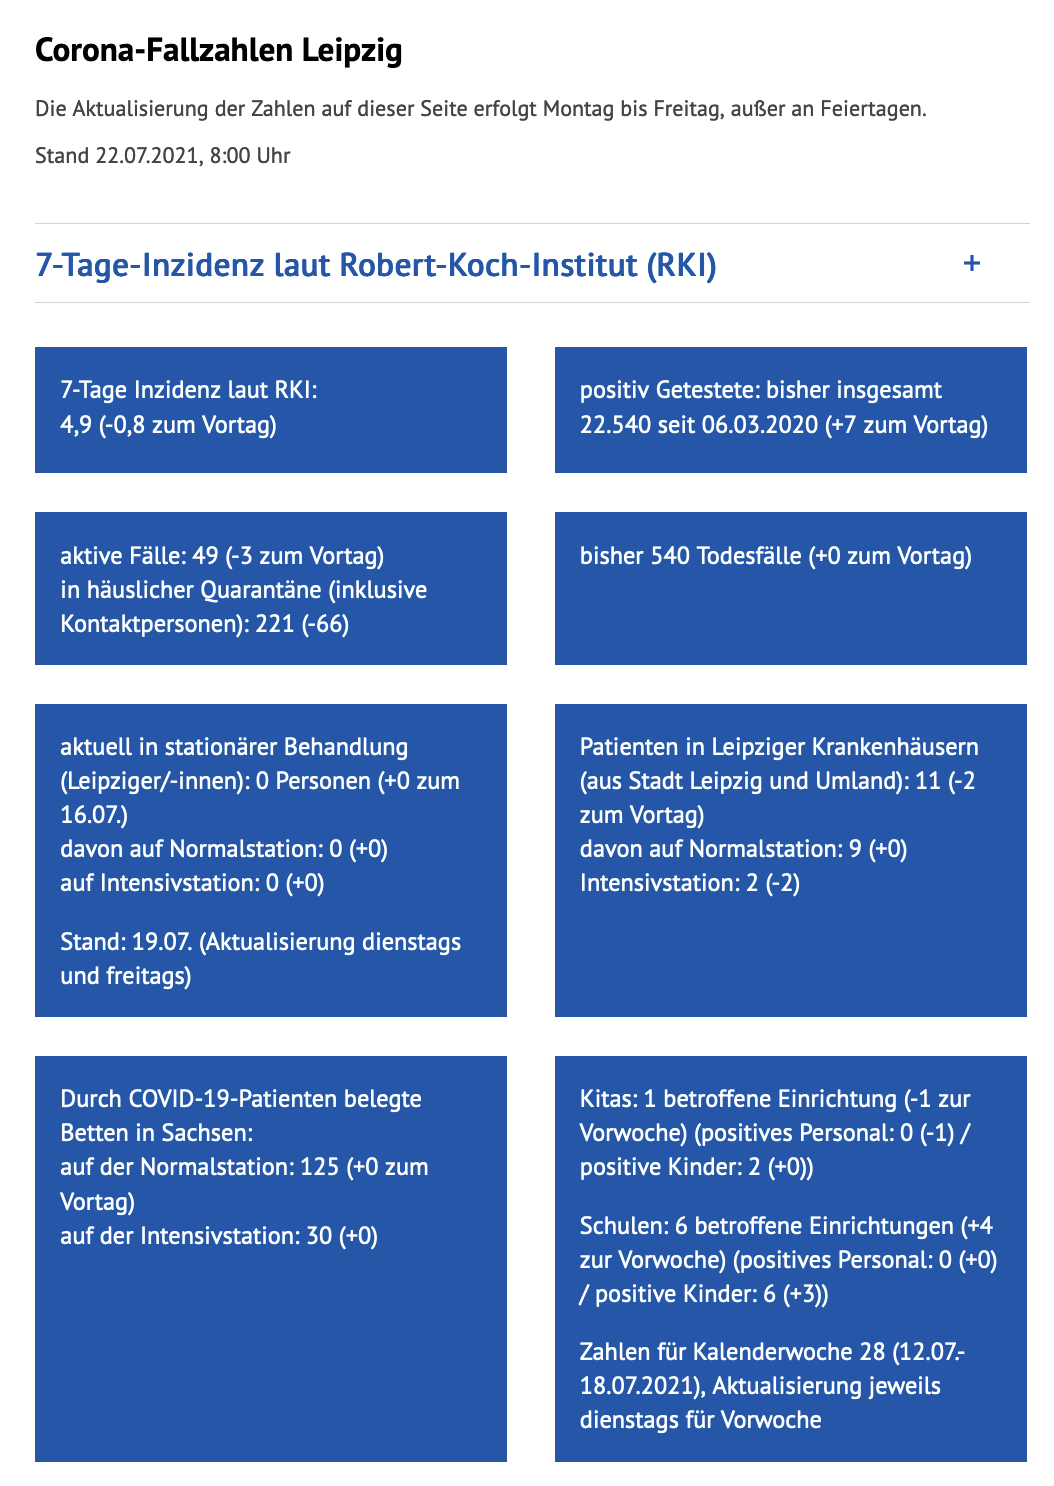 Corona-Fallzahlen Leipzig
Die Aktualisierung der Zahlen auf dieser Seite erfolgt Montag bis Freitag, außer an Feiertagen.
Stand 22.07.2021, 8:00 Uhr
7-Tage-Inzidenz laut Robert-Koch-Institut (RKI) +
7-Tage Inzidenz laut RKI:
4,9 (-0,8 zum Vortag)
positiv Getestete: bisher insgesamt
22.540 seit 06.03.2020 (+7 zum Vortag)
aktive Fälle: 49 (-3 zum Vortag)
in häuslicher Quarantäne (inklusive
Kontaktpersonen): 221 (-66)
bisher 540 Todesfälle (+0 zum Vortag)
aktuell in stationärer Behandlung
(Leipziger/-innen): 0 Personen (+0 zum
16.07.)
davon auf Normalstation: 0 (+0)
auf Intensivstation: 0 (+0)
Stand: 19.07. (Aktualisierung dienstags
und freitags)
Patienten in Leipziger Krankenhäusern
(aus Stadt Leipzig und Umland): 11 (-2
zum Vortag)
davon auf Normalstation: 9 (+0)
Intensivstation: 2 (-2)
Durch COVID-19-Patienten belegte
Betten in Sachsen:
auf der Normalstation: 125 (+0 zum
Vortag)
auf der Intensivstation: 30 (+0)
Kitas: 1 betroffene Einrichtung (-1 zur
Vorwoche) (positives Personal: 0 (-1) /
positive Kinder: 2 (+0))
Schulen: 6 betroffene Einrichtungen (+4
zur Vorwoche) (positives Personal: 0 (+0)
/ positive Kinder: 6 (+3))
Zahlen für Kalenderwoche 28 (12.07.-
18.07.2021), Aktualisierung jeweils
dienstags für Vorwoche